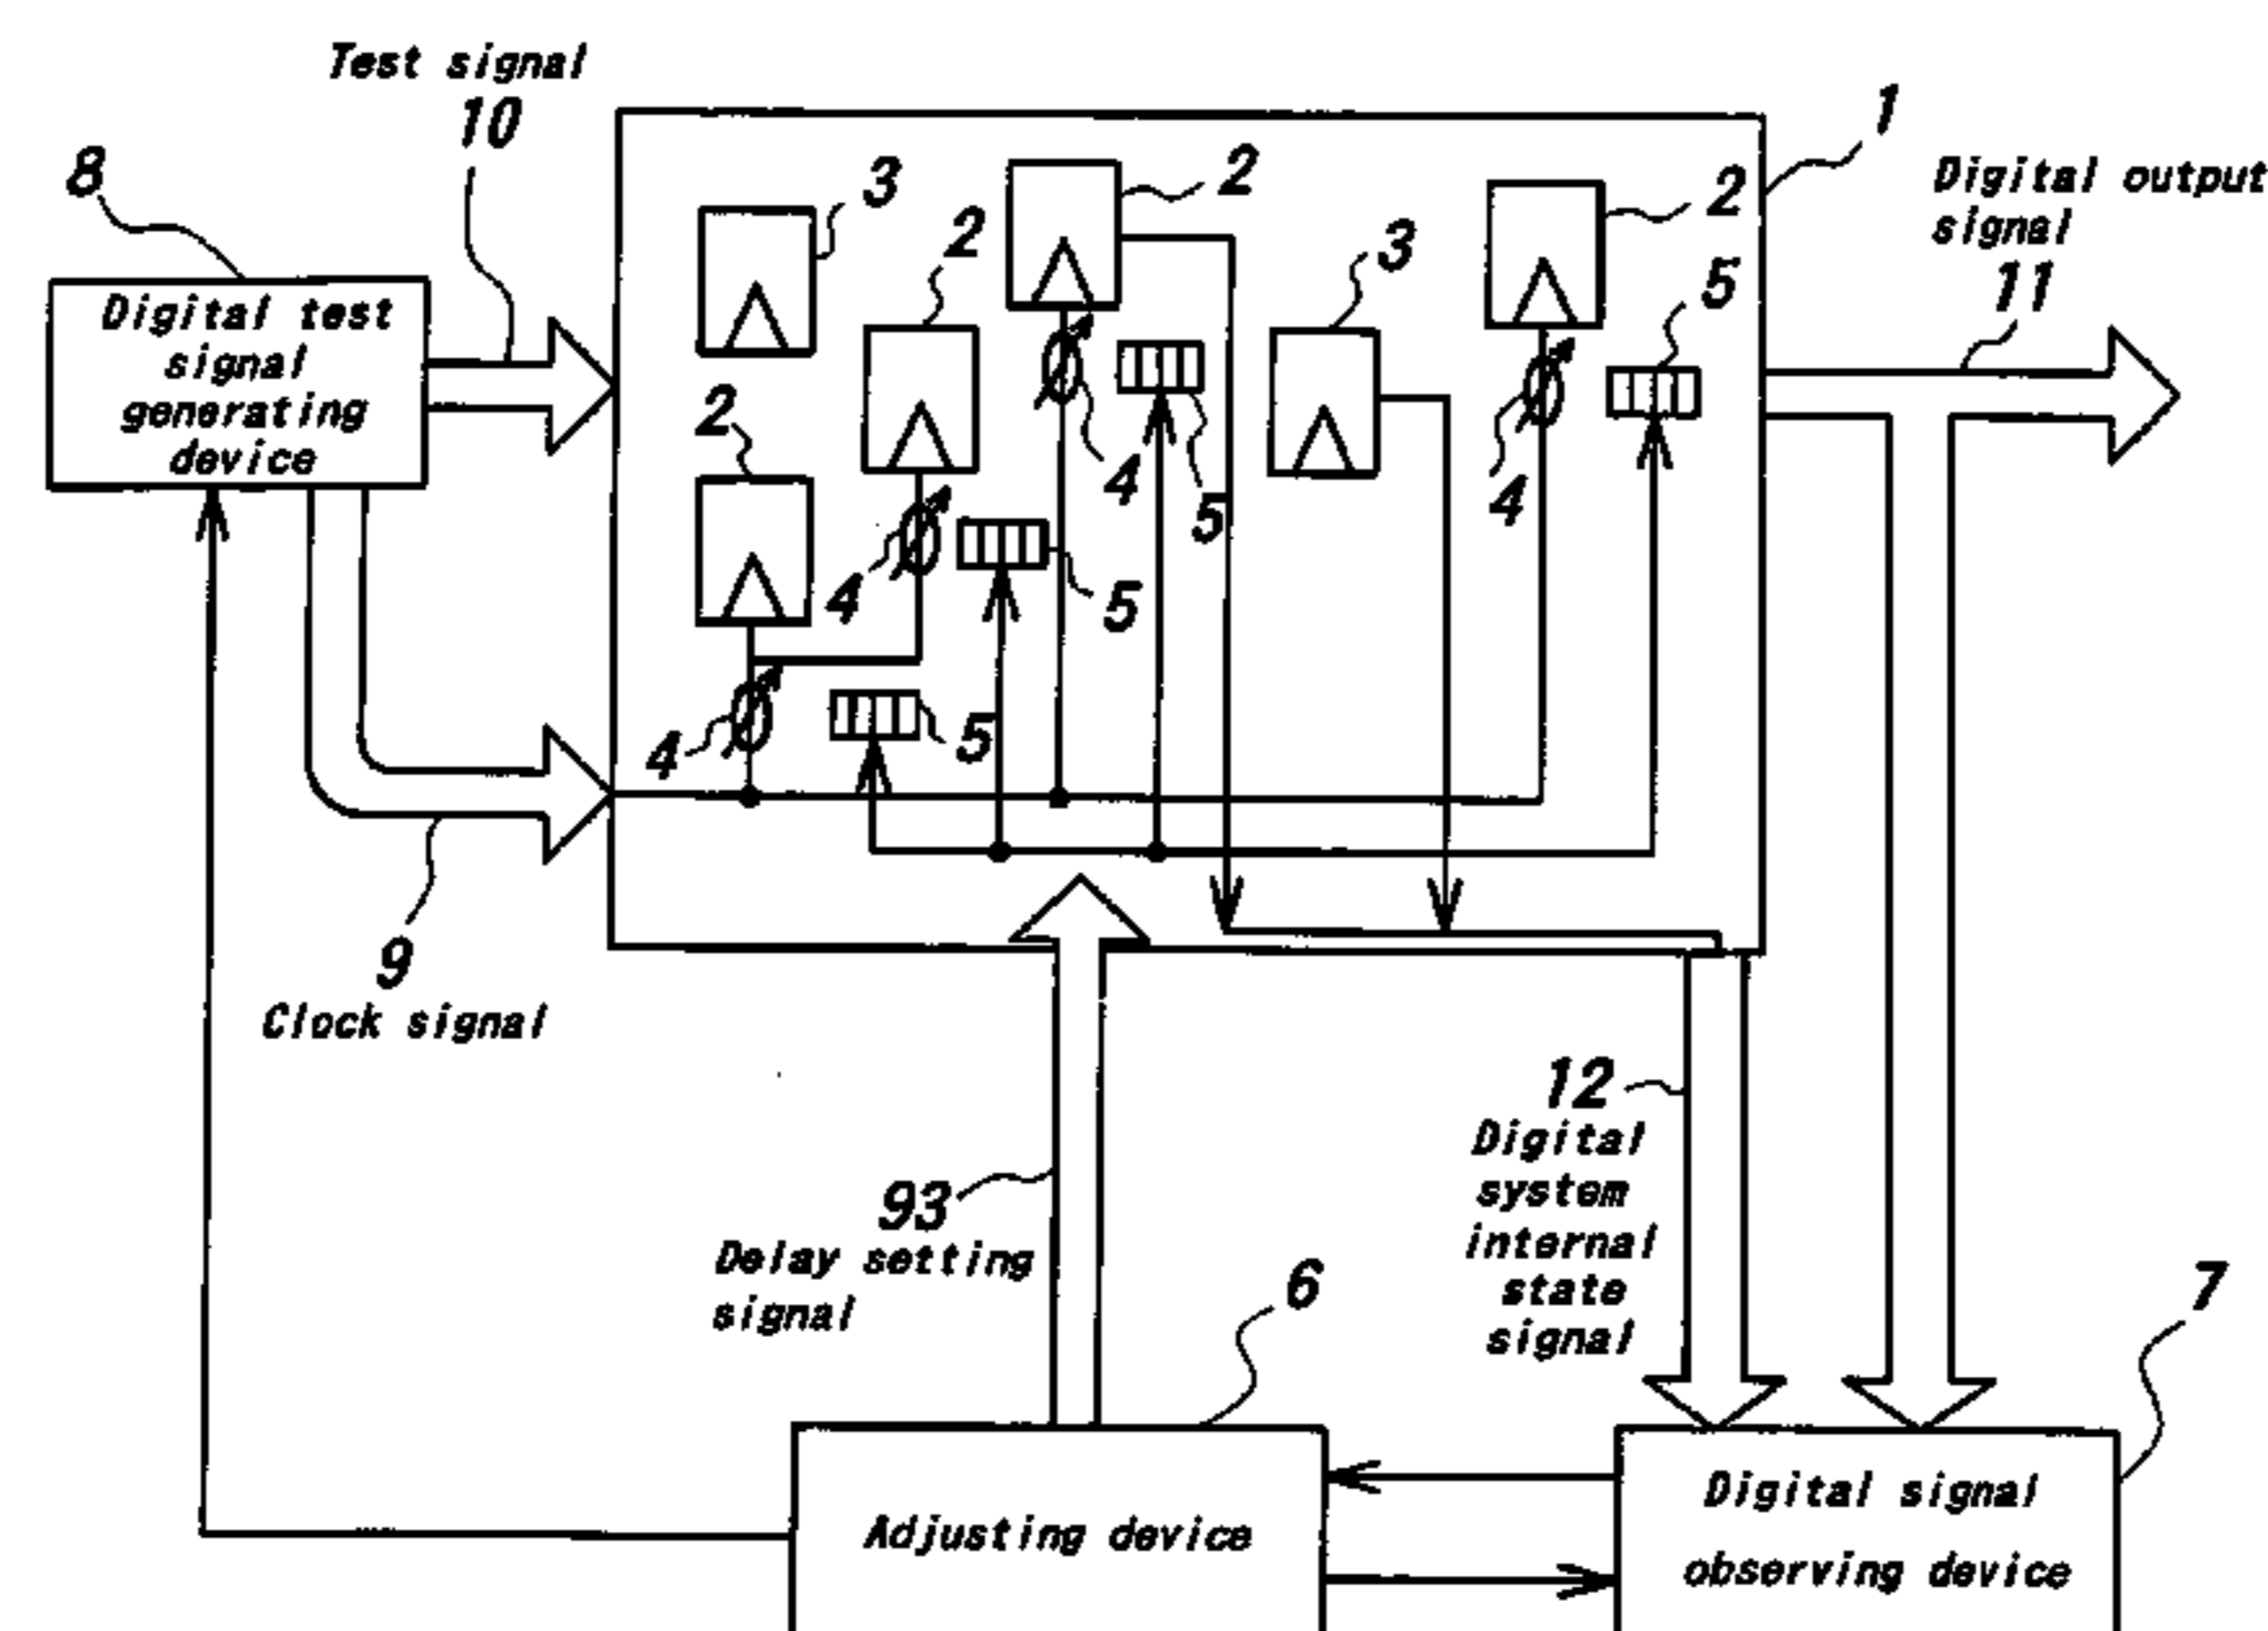 Test signal
10
8
Digital test
signal
generating
device
3
2
2
3
2
1
Digital output
signal
11
5
2
4
5
4
4
5
4
5
9
Clock signal
12
Digital
system
internal
state
signal
93
Delay setting
signal
6
7
Adjusting device
Digital signal
observing device